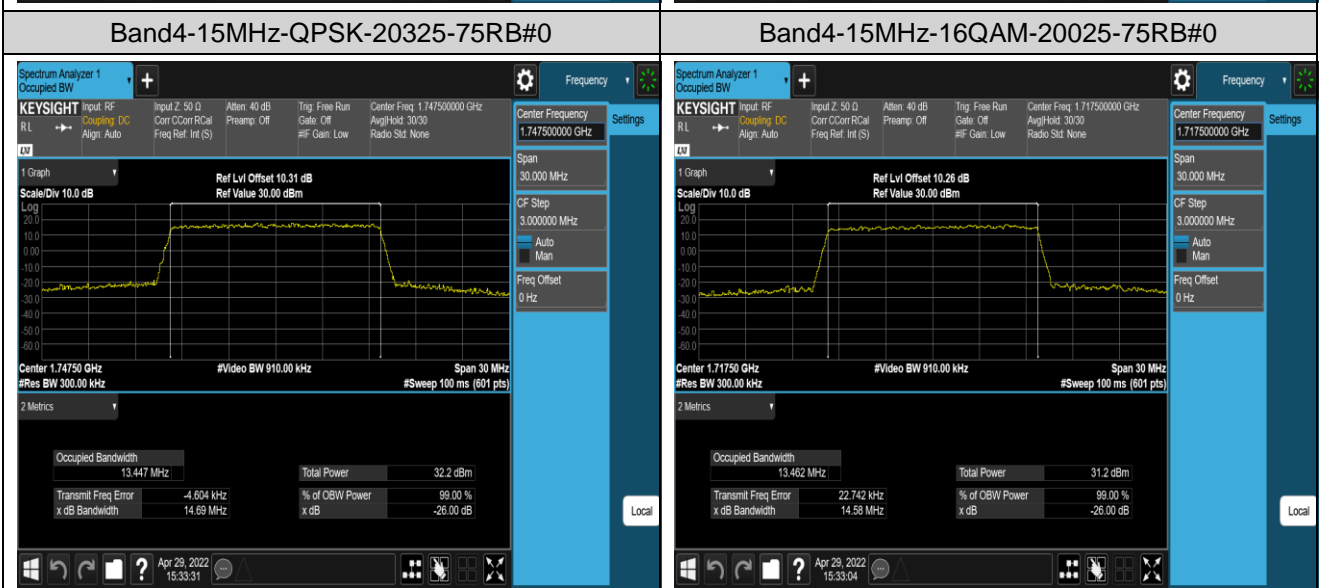 Band4-15MHz-QPSK-20325-75RB#0
Spectrum Analyzer 1
Occupied BW
+
Frequency
KEYSIGHT
RL
LXI
Input: RF
Coupling: DC
Align: Auto
Input Z: 50 Ω
Corr CCorr RCal
Freq Ref: Int (S)
Atten: 40 dB
Preamp: Off
Trig: Free Run
Gate: Off
#IF Gain: Low
Center Freq: 1.747500000 GHz
Avg|Hold: 30/30
Radio Std: None
Center Frequency
1.747500000 GHz
Settings
Span
30.000 MHz
CF Step
3.000000 MHz
Auto
Man
Freq Offset
0 Hz
1 Graph
Scale/Div 10.0 dB
Ref Lvl Offset 10.31 dB
Ref Value 30.00 dBm
Log
20.0
10.0
0.00
-10.0
-20.0
-30.0
-40.0
-50.0
-60.0
Center 1.74750 GHz
#Video BW 910.00 kHz
Span 30 MHz
#Res BW 300.00 kHz
#Sweep 100 ms (601 pts)
2 Metrics
Occupied Bandwidth
13.447 MHz
Total Power 32.2 dBm
Transmit Freq Error -4.604 kHz
% of OBW Power 99.00 %
x dB Bandwidth 14.69 MHz
x dB -26.00 dB
Local
?
Apr 29, 2022
15:33:31
Band4-15MHz-16QAM-20025-75RB#0
Spectrum Analyzer 1
Occupied BW
+
Frequency
KEYSIGHT
RL
LXI
Input: RF
Coupling: DC
Align: Auto
Input Z: 50 Ω
Corr CCorr RCal
Freq Ref: Int (S)
Atten: 40 dB
Preamp: Off
Trig: Free Run
Gate: Off
#IF Gain: Low
Center Freq: 1.717500000 GHz
Avg|Hold: 30/30
Radio Std: None
Center Frequency
1.717500000 GHz
Settings
Span
30.000 MHz
CF Step
3.000000 MHz
Auto
Man
Freq Offset
0 Hz
1 Graph
Scale/Div 10.0 dB
Ref Lvl Offset 10.26 dB
Ref Value 30.00 dBm
Log
20.0
10.0
0.00
-10.0
-20.0
-30.0
-40.0
-50.0
-60.0
Center 1.71750 GHz
#Video BW 910.00 kHz
Span 30 MHz
#Res BW 300.00 kHz
#Sweep 100 ms (601 pts)
2 Metrics
Occupied Bandwidth
13.462 MHz
Total Power 31.2 dBm
Transmit Freq Error 22.742 kHz
% of OBW Power 99.00 %
x dB Bandwidth 14.58 MHz
x dB -26.00 dB
Local
?
Apr 29, 2022
15:33:04